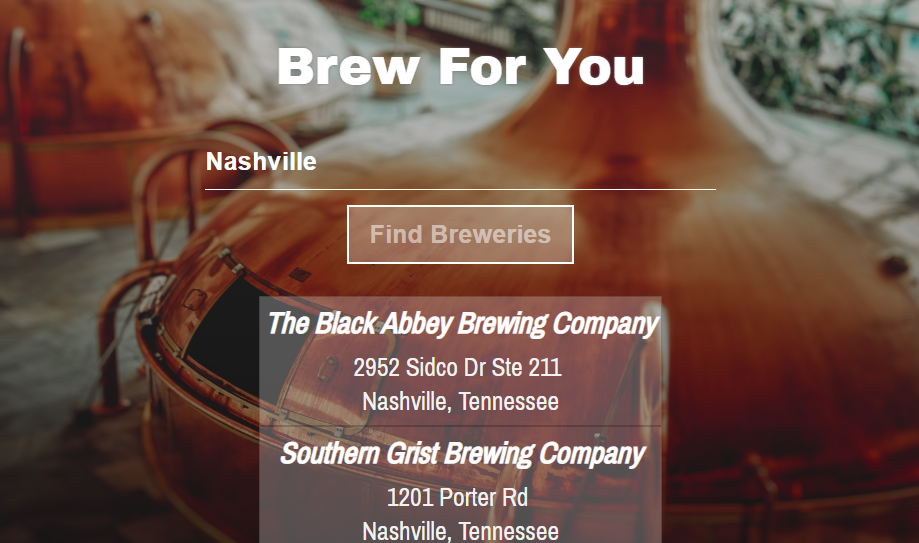 Brew For You
Nashville
Find Breweries
The Black Abbey Brewing Company
2952 Sidco Dr Ste 211
Nashville, Tennessee
Southern Grist Brewing Company
1201 Porter Rd
Nashville, Tennessee